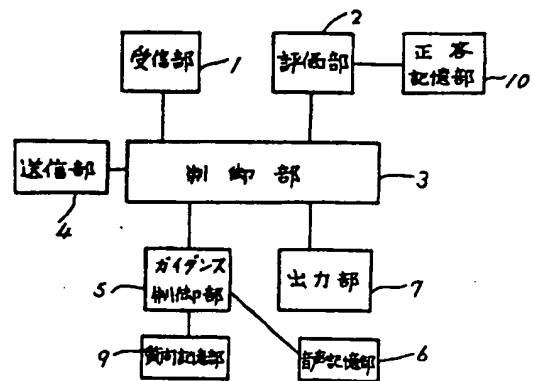 2
受信部
1
評価部
正答
記憶部
10
送信部
4
制御部
3
ガイダンス
制御部
5
出力部
7
9
質問記憶部
音声記憶部
6